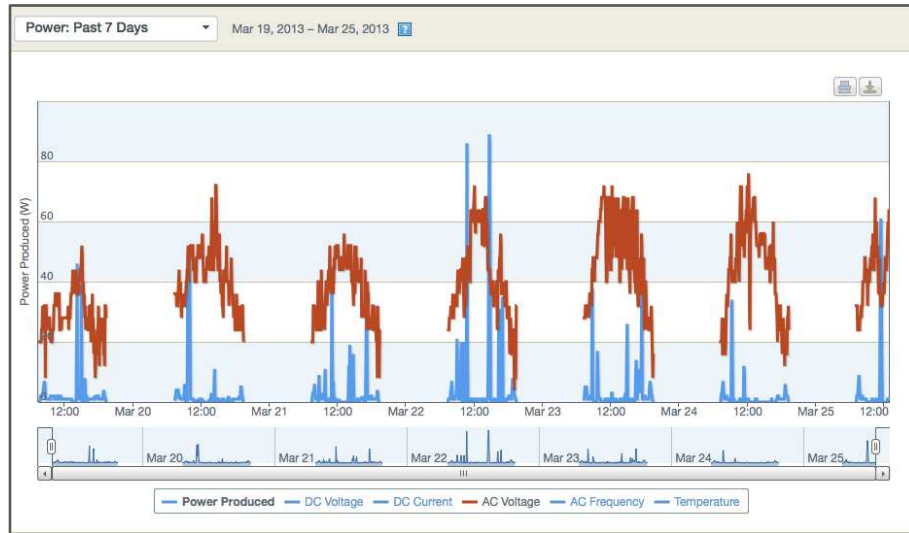 Power: Past 7 Days Mar 19, 2013 – Mar 25, 2013 ?
Power Produced (W)
80
60
40
12:00 Mar 20 12:00 Mar 21 12:00 Mar 22 12:00 Mar 23 12:00 Mar 24 12:00 Mar 25 12:00
Mar 20 Mar 21 Mar 22 Mar 23 Mar 24 Mar 25
Power Produced DC Voltage DC Current AC Voltage AC Frequency Temperature